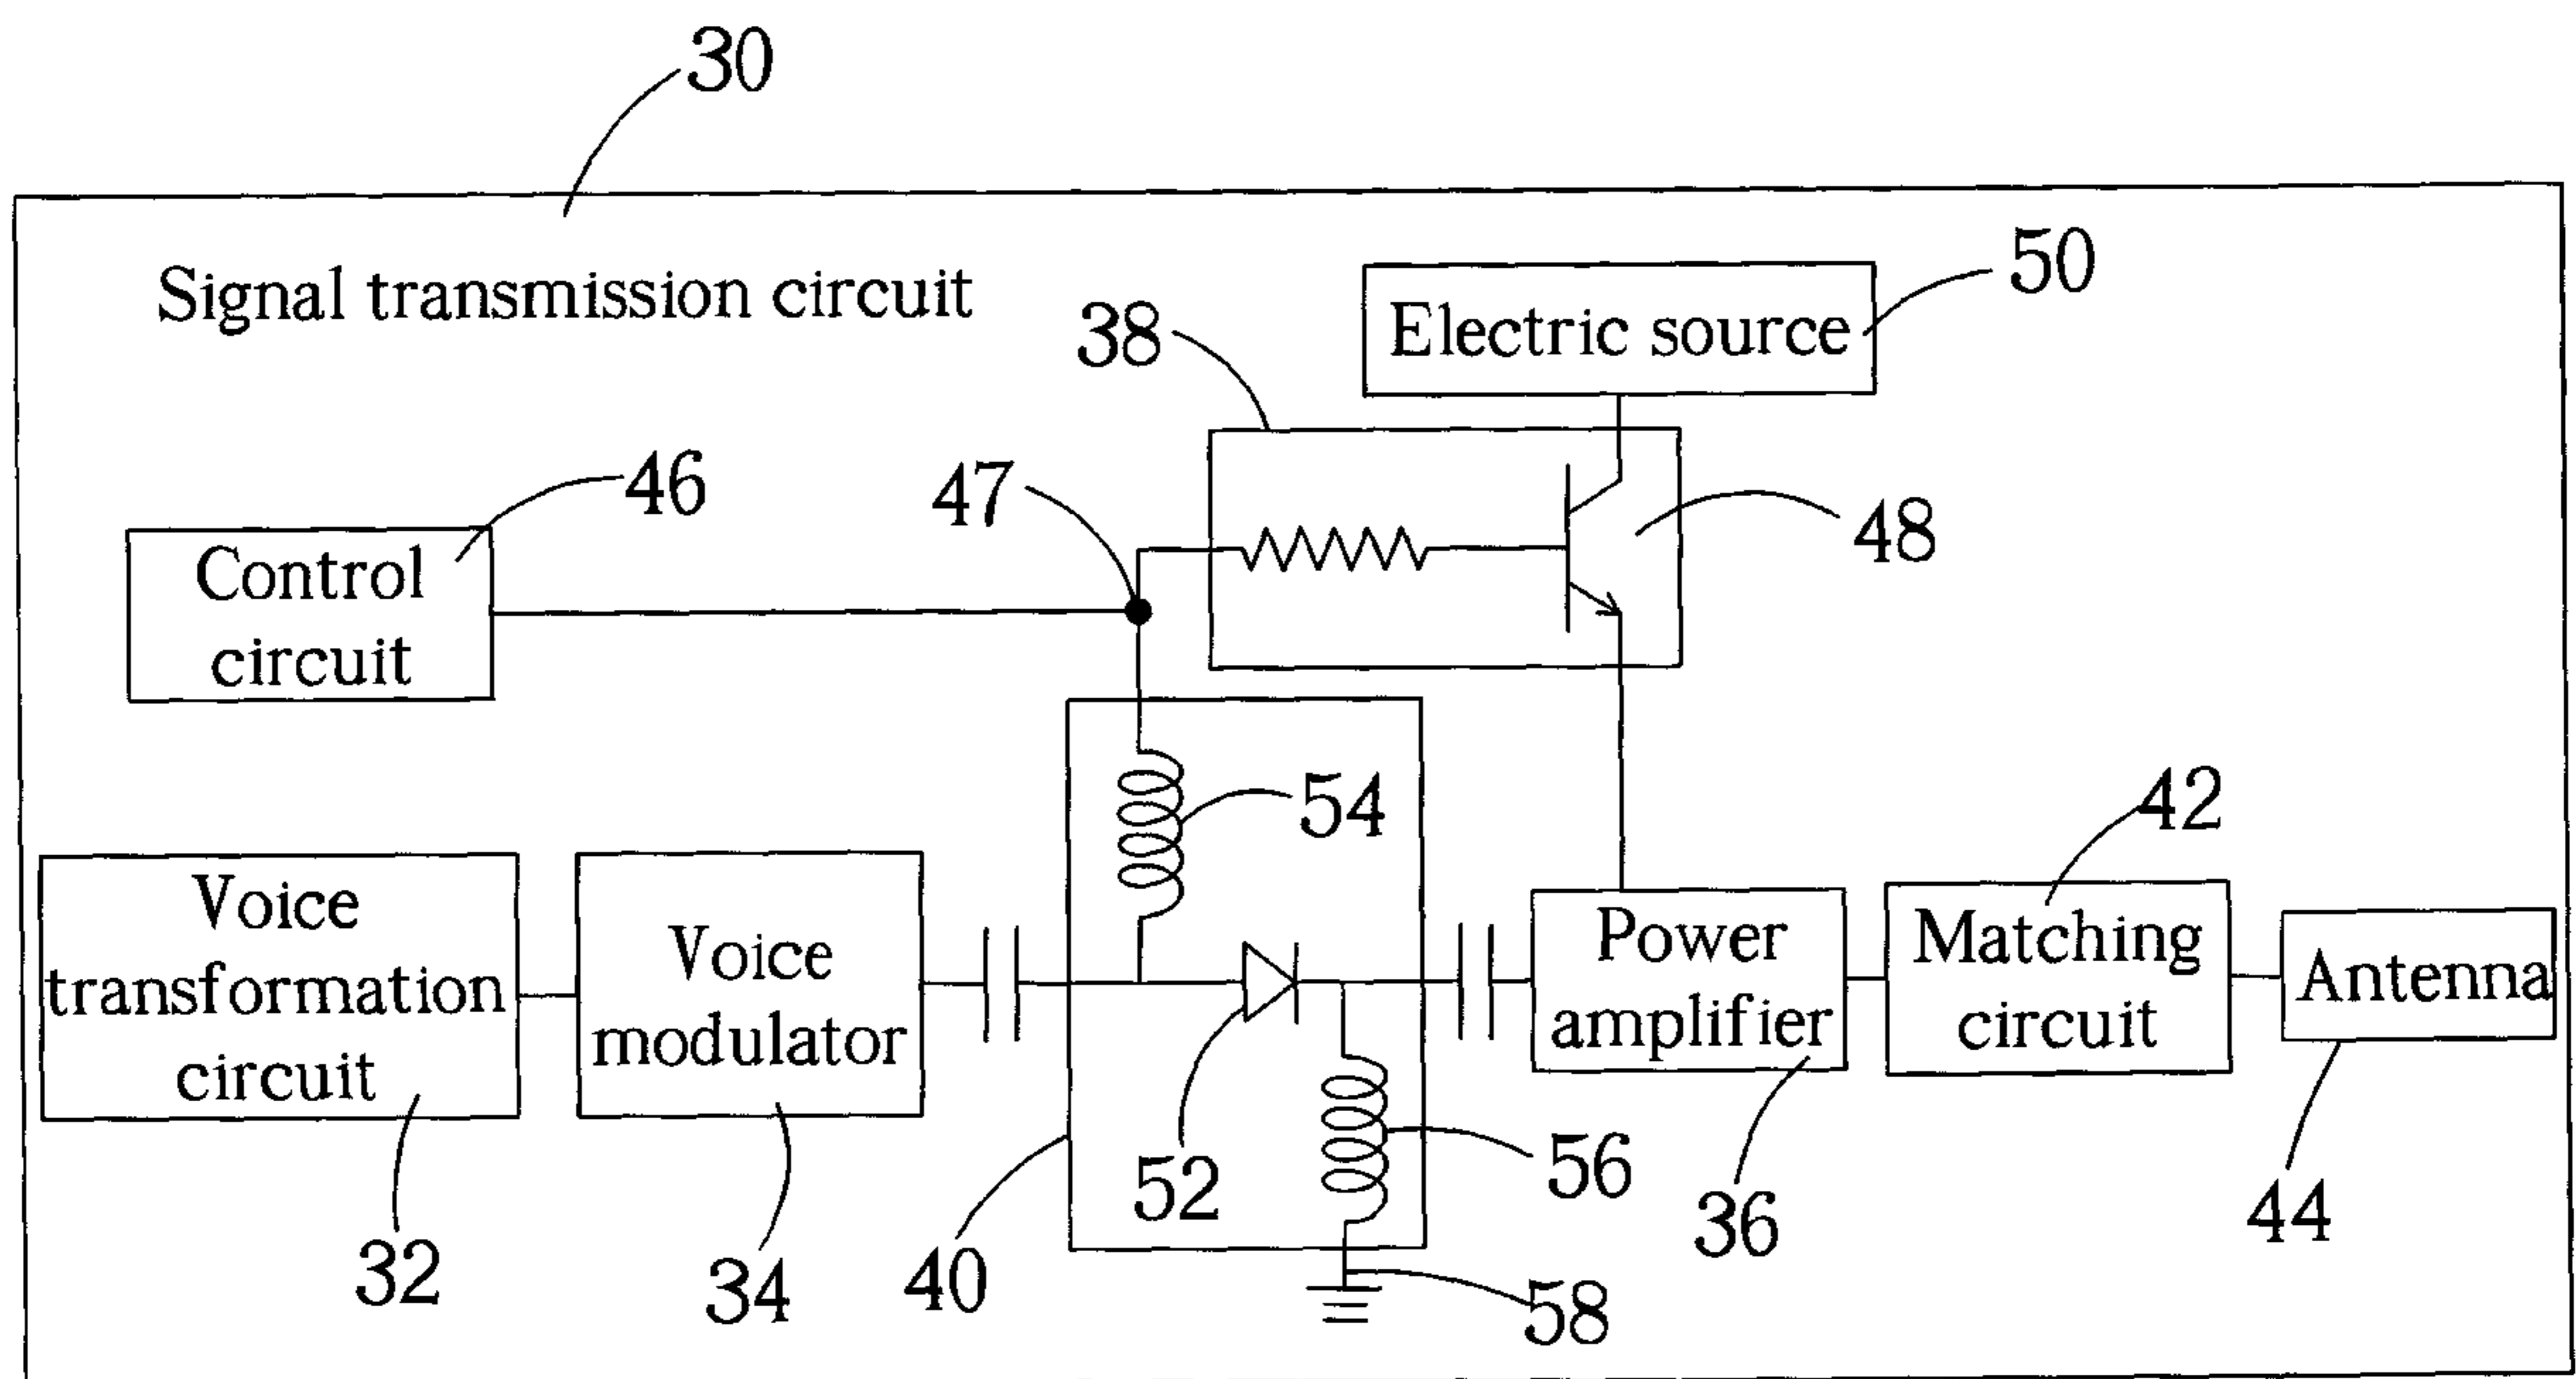 30
Signal transmission circuit
50
Electric source
38
46
47
48
Control
circuit
54
42
Voice
transformation
circuit
Voice
modulator
Power
amplifier
Matching
circuit
Antenna
52
56
36
44
32
34
40
58